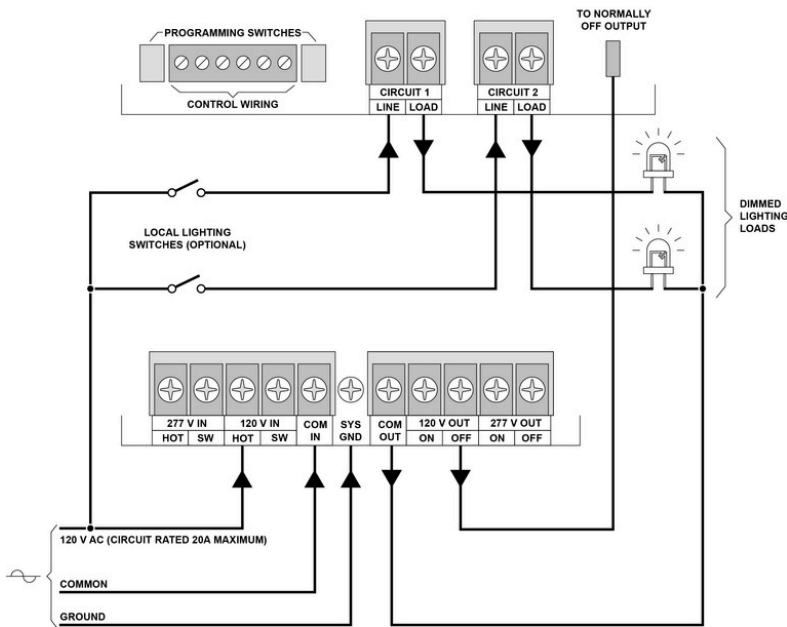 PROGRAMMING SWITCHES
TO NORMALLY
OFF OUTPUT
CONTROL WIRING
CIRCUIT 1
LINE LOAD
CIRCUIT 2
LINE LOAD
LOCAL LIGHTING
SWITCHES (OPTIONAL)
DIMMED
LIGHTING
LOADS
277 V IN
HOT SW
120 V IN
HOT SW
COM
IN
SYS
GND
COM
OUT
120 V OUT
ON OFF
277 V OUT
ON OFF
120 V AC (CIRCUIT RATED 20A MAXIMUM)
COMMON
GROUND